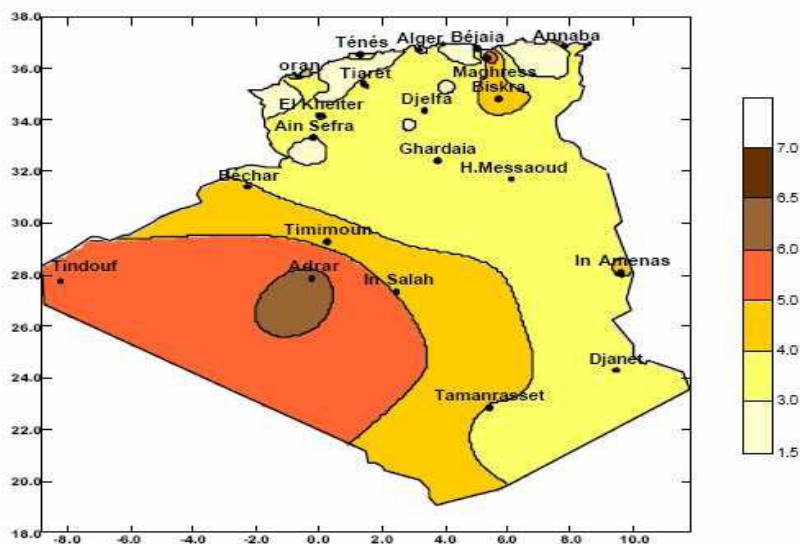 38.0
36.0
34.0
32.0
30.0
28.0
26.0
24.0
22.0
20.0
18.0
Ténés Alger Béjaia Annaba
oran Tiaret Maghress
Biskra
El Kheiter Djelfa
Ain Sefra
Ghardaia
H.Messaoud
Béchar
Timimoun
Tindouf Adrar In Salah In Amenas
Djanet
Tamanrasset
-8.0 -6.0 -4.0 -2.0 0.0 2.0 4.0 6.0 8.0 10.0
7.0
6.5
6.0
5.0
4.0
3.0
1.5